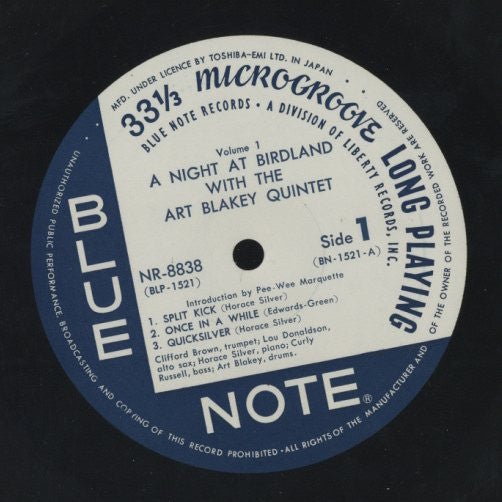 MFD. UNDER LICENCE BY TOSHIBA-EMI LTD. IN JAPAN
33⅓ MICROGROOVE LONG PLAYING
BLUE NOTE RECORDS • A DIVISION OF LIBERTY RECORDS, INC.
Volume 1
A NIGHT AT BIRDLAND
WITH THE
ART BLAKEY QUINTET
NR-8838
(BLP-1521)
Side 1
(BN-1521-A)
Introduction by Pee-Wee Marquette
1. SPLIT KICK (Horace Silver)
2. ONCE IN A WHILE (Edwards-Green)
3. QUICKSILVER (Horace Silver)
Clifford Brown, trumpet; Lou Donaldson,
alto sax; Horace Silver, piano; Curly
Russell, bass; Art Blakey, drums.
BLUE
NOTE®
UNAUTHORIZED PUBLIC PERFORMANCE, BROADCASTING AND COPYING OF THIS RECORD PROHIBITED • ALL RIGHTS OF THE MANUFACTURER AND OF THE OWNER OF THE RECORDED WORK ARE RESERVED